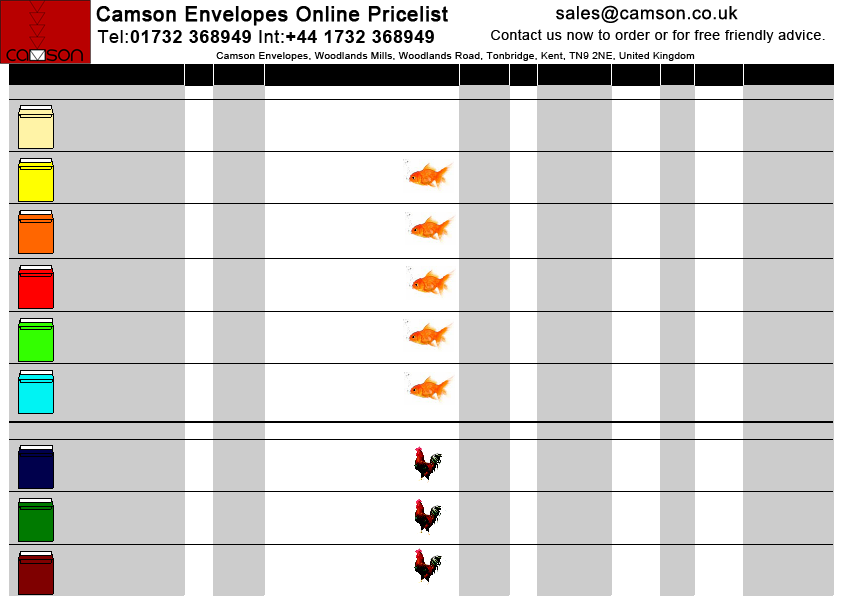 Camson Envelopes Online Pricelist
sales@camson.co.uk
Tel:01732 368949 Int:+44 1732 368949
Contact us now to order or for free friendly advice.
camson
Camson Envelopes, Woodlands Mills, Woodlands Road, Tonbridge, Kent, TN9 2NE, United Kingdom